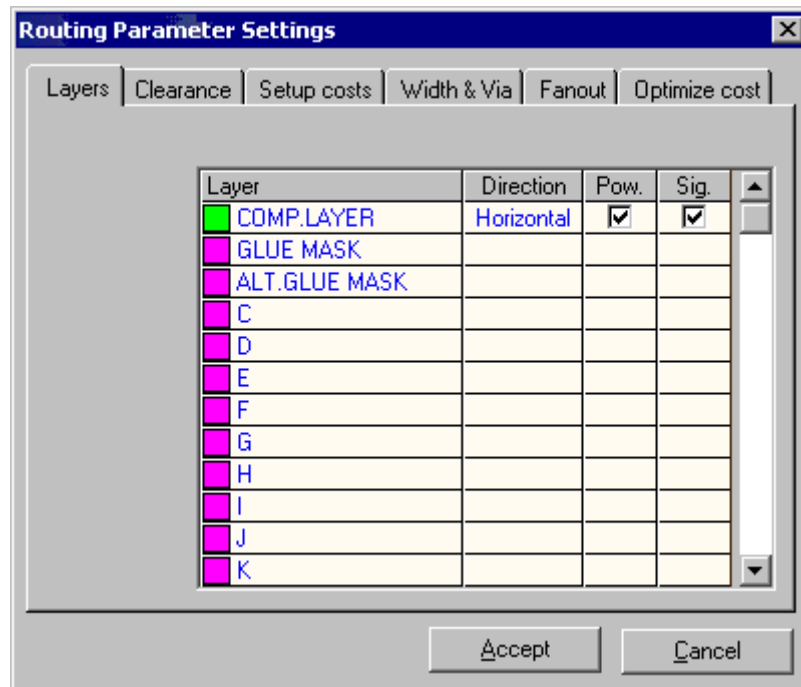 Routing Parameter Settings
Layers Clearance Setup costs Width & Via Fanout Optimize cost
Layer Direction Pow. Sig.
COMP.LAYER Horizontal
GLUE MASK
ALT.GLUE MASK
C
D
E
F
G
H
I
J
K
Accept Cancel